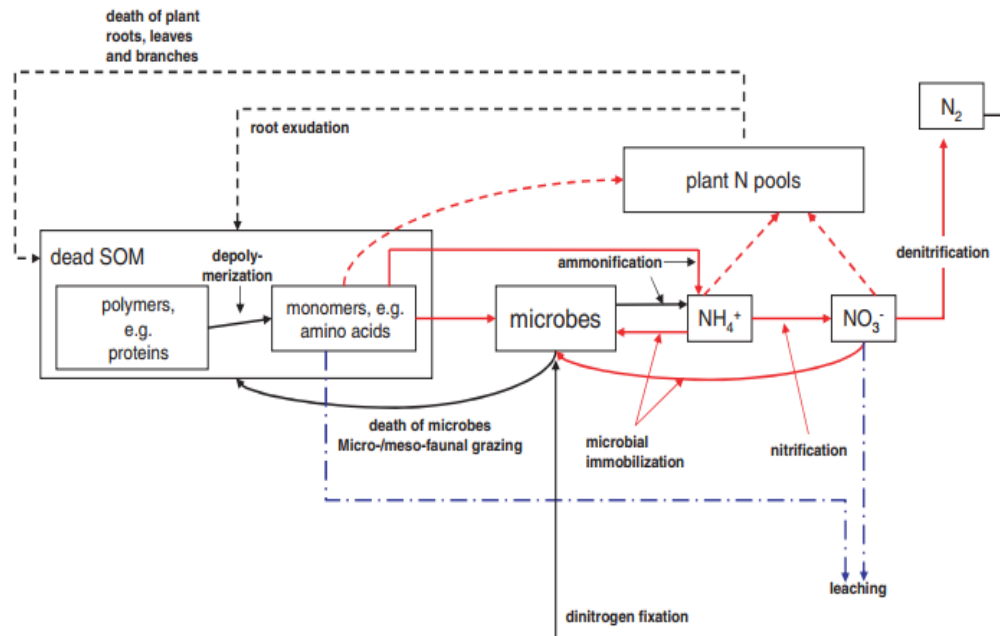 death of plant
roots, leaves
and branches
root exudation
N₂
plant N pools
denitrification
dead SOM
depoly-
merization
ammonification
polymers,
e.g.
proteins
monomers, e.g.
amino acids
microbes
NH₄⁺
NO₃⁻
death of microbes
Micro-/meso-faunal grazing
microbial
immobilization
nitrification
leaching
dinitrogen fixation